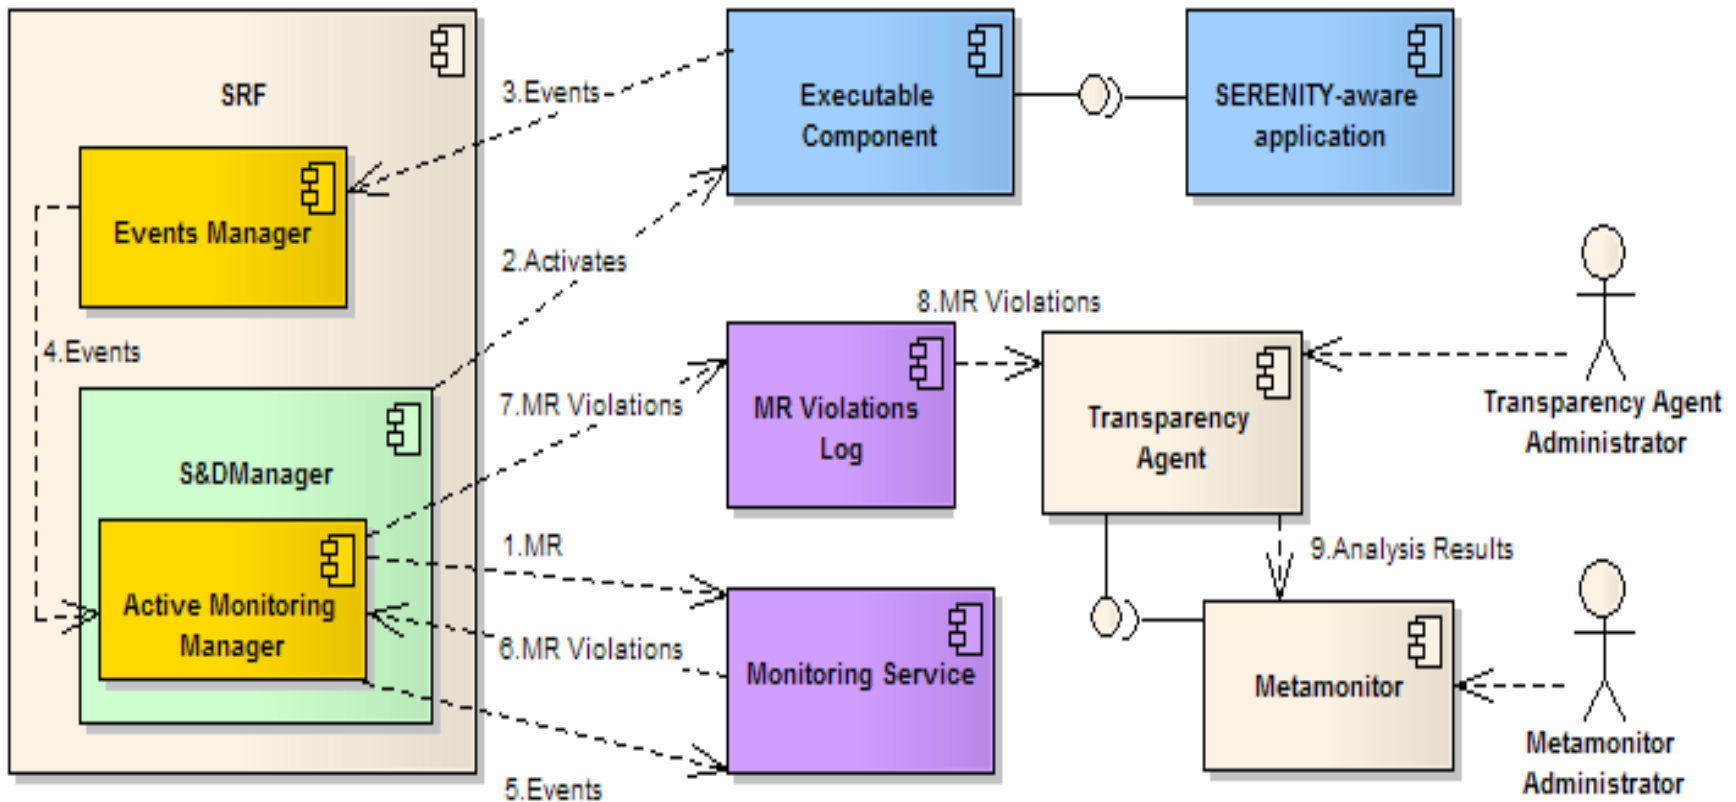 SRF
3.Events
Executable
Component
SERENITY-aware
application
Events Manager
2.Activates
8.MR Violations
4.Events
7.MR Violations
MR Violations
Log
Transparency
Agent
Transparency Agent
Administrator
S&DManager
1.MR
9.Analysis Results
Active Monitoring
Manager
6.MR Violations
Monitoring Service
Metamonitor
Metamonitor
Administrator
5.Events